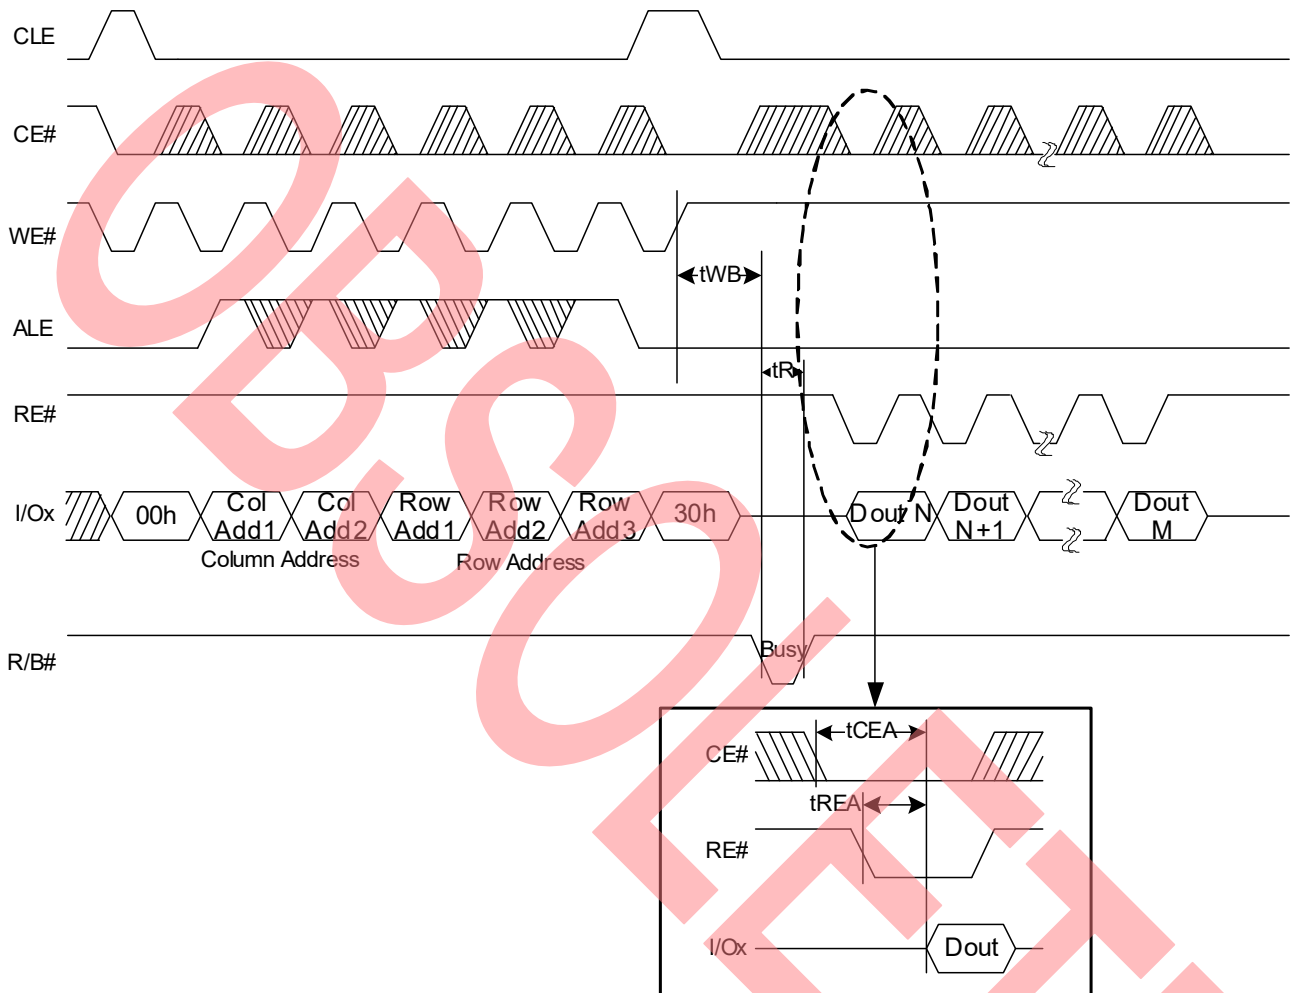 CLE
CE#
WE#
tWB
ALE
tR
RE#
I/Ox
00h
Col
Add1
Col
Add2
Row
Add1
Row
Add2
Row
Add3
30h
Dout N
Dout
N+1
Dout
M
Column Address
Row Address
R/B#
Busy
CE#
tCEA
tREA
RE#
I/Ox
Dout
OBSOLET